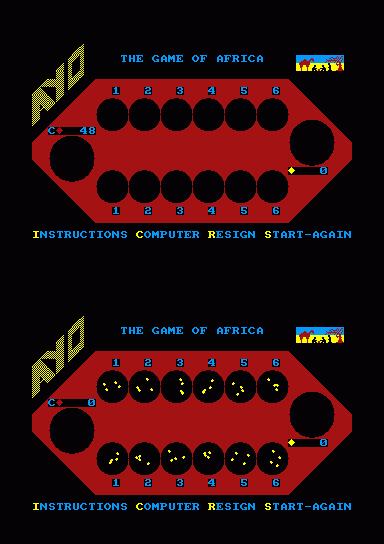 AYO
THE GAME OF AFRICA
1 2 3 4 5 6
C 48
0
1 2 3 4 5 6
INSTRUCTIONS COMPUTER RESIGN START-AGAIN
AYO
THE GAME OF AFRICA
1 2 3 4 5 6
C 0
0
1 2 3 4 5 6
INSTRUCTIONS COMPUTER RESIGN START-AGAIN